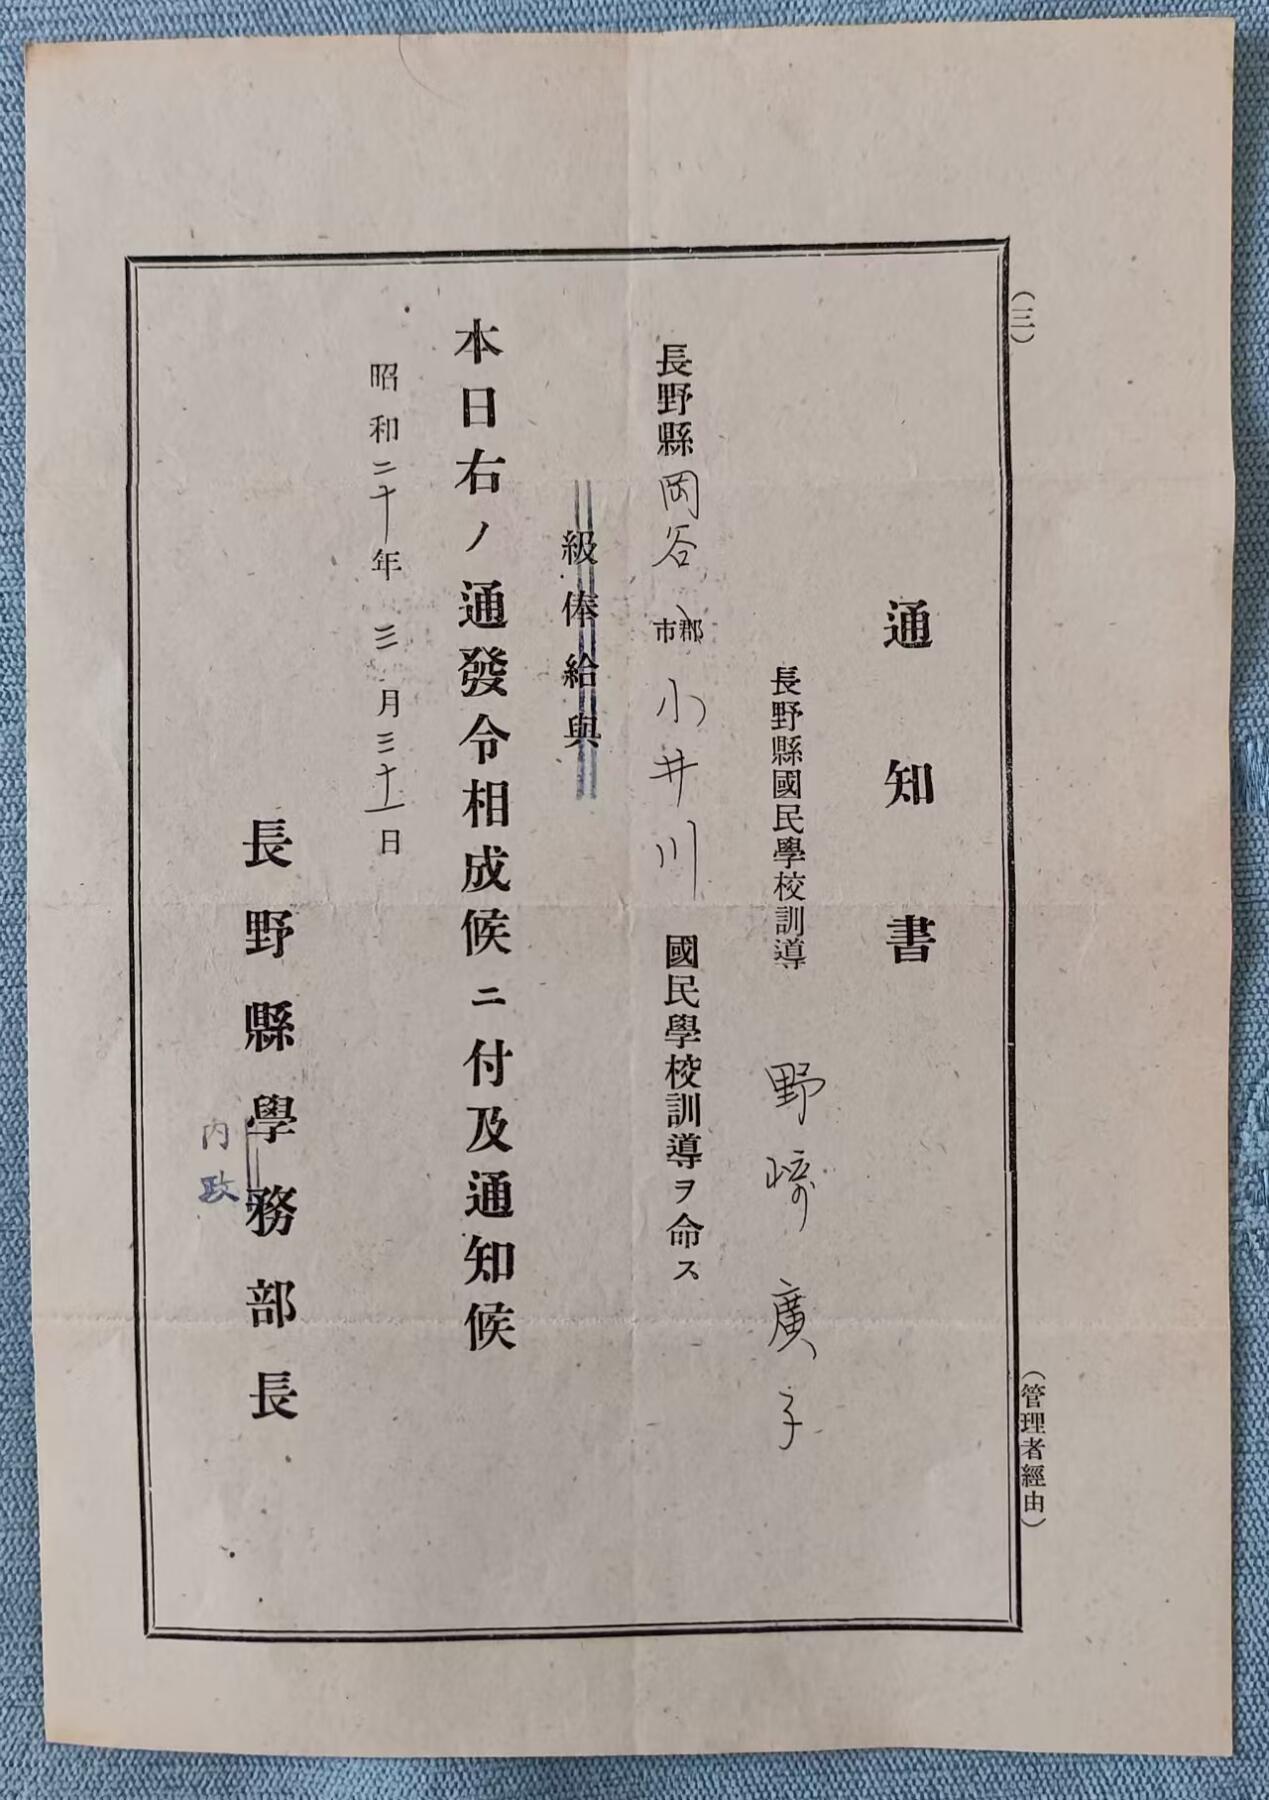 (三)
(管理者經由)
通知書
長野縣國民學校訓導 野﨑廣子
長野縣岡谷郡市小井川國民學校訓導ヲ命ス
級俸給與
本日右ノ通發令相成候ニ付及通知候
昭和二十年三月三十一日
長野縣學務部長
内政